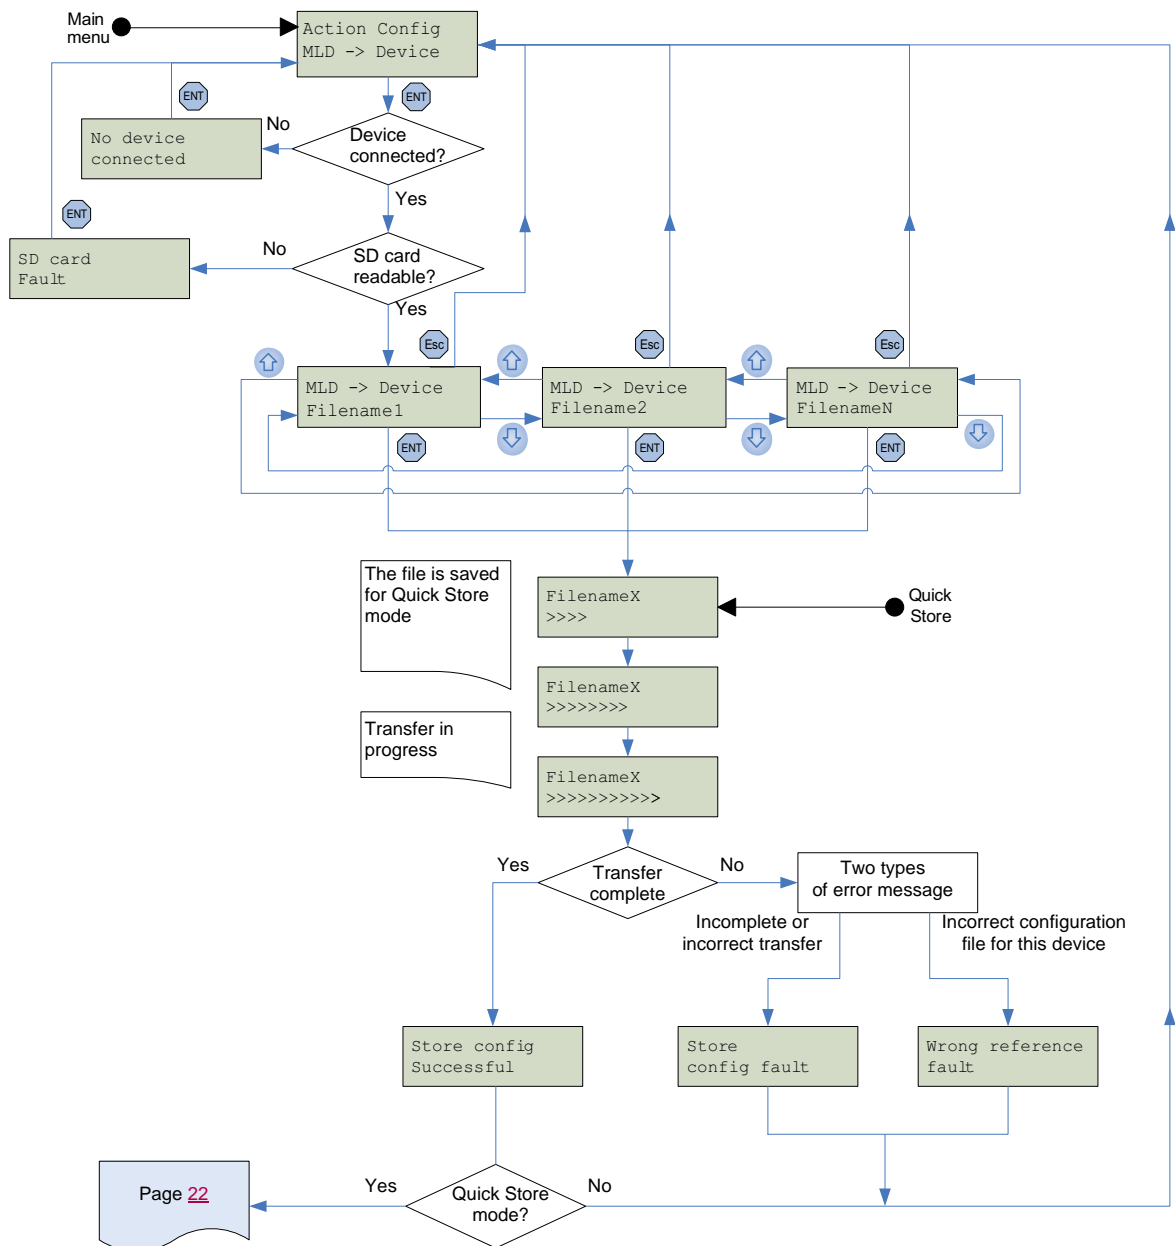 Main
menu
Action Config
MLD -> Device
ENT
ENT
No device
connected
No
Device
connected?
Yes
ENT
SD card
Fault
No
SD card
readable?
Yes
Esc
Esc
Esc
MLD -> Device
Filename1
MLD -> Device
Filename2
MLD -> Device
FilenameN
ENT
ENT
ENT
The file is saved
for Quick Store
mode
FilenameX
>>>>
Quick
Store
FilenameX
>>>>>>>>
Transfer in
progress
FilenameX
>>>>>>>>>>>
Yes
Transfer
complete
No
Two types
of error message
Incomplete or
incorrect transfer
Incorrect configuration
file for this device
Store config
Successful
Store
config fault
Wrong reference
fault
Page 22
Yes
Quick Store
mode?
No